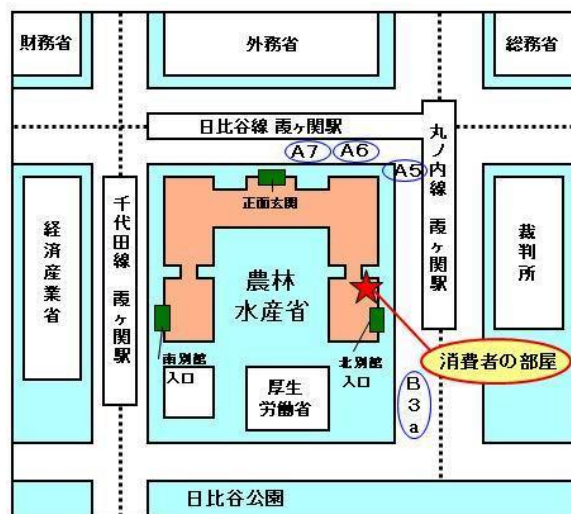 財務省
外務省
総務省
日比谷線 霞ヶ関駅
丸ノ内線 霞ヶ関駅
A7
A6
A5
正面玄関
千代田線 霞ヶ関駅
経済産業省
裁判所
農林
水産省
消費者の部屋
南別館
入口
北別館
入口
厚生
労働省
B3a
日比谷公園